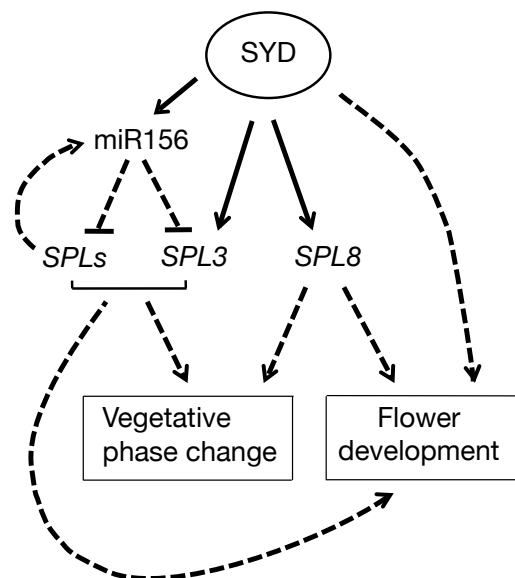 SYD
miR156
SPLs
SPL3
SPL8
Vegetative
phase change
Flower
development